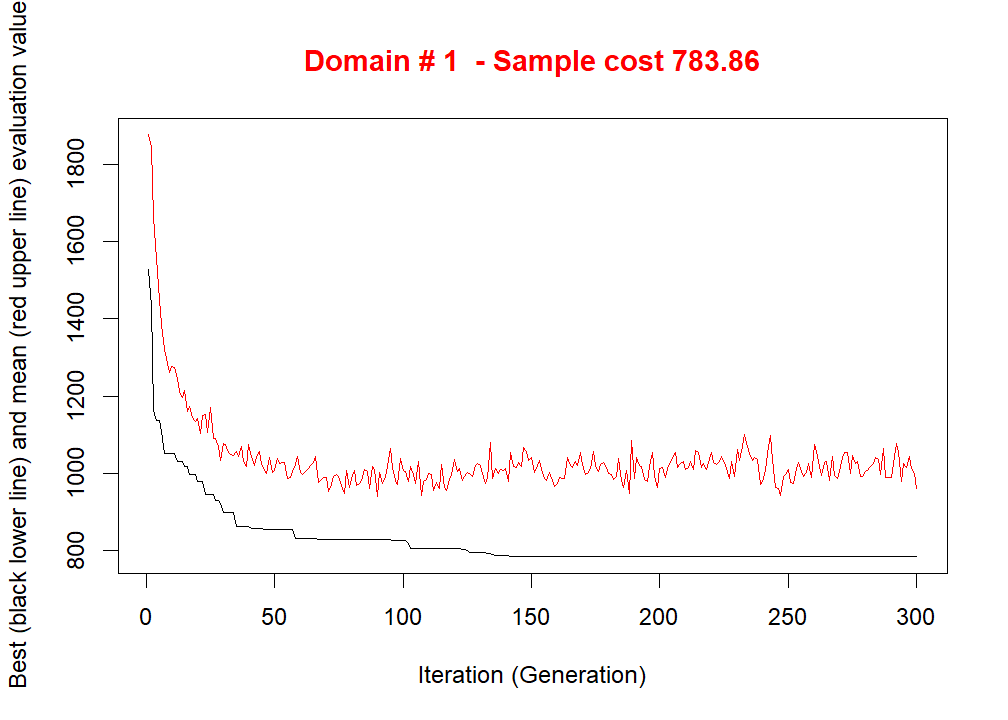 Domain # 1  - Sample cost 783.86
Best (black lower line) and mean (red upper line) evaluation value
1800
1600
1400
1200
1000
800
0 50 100 150 200 250 300
Iteration (Generation)